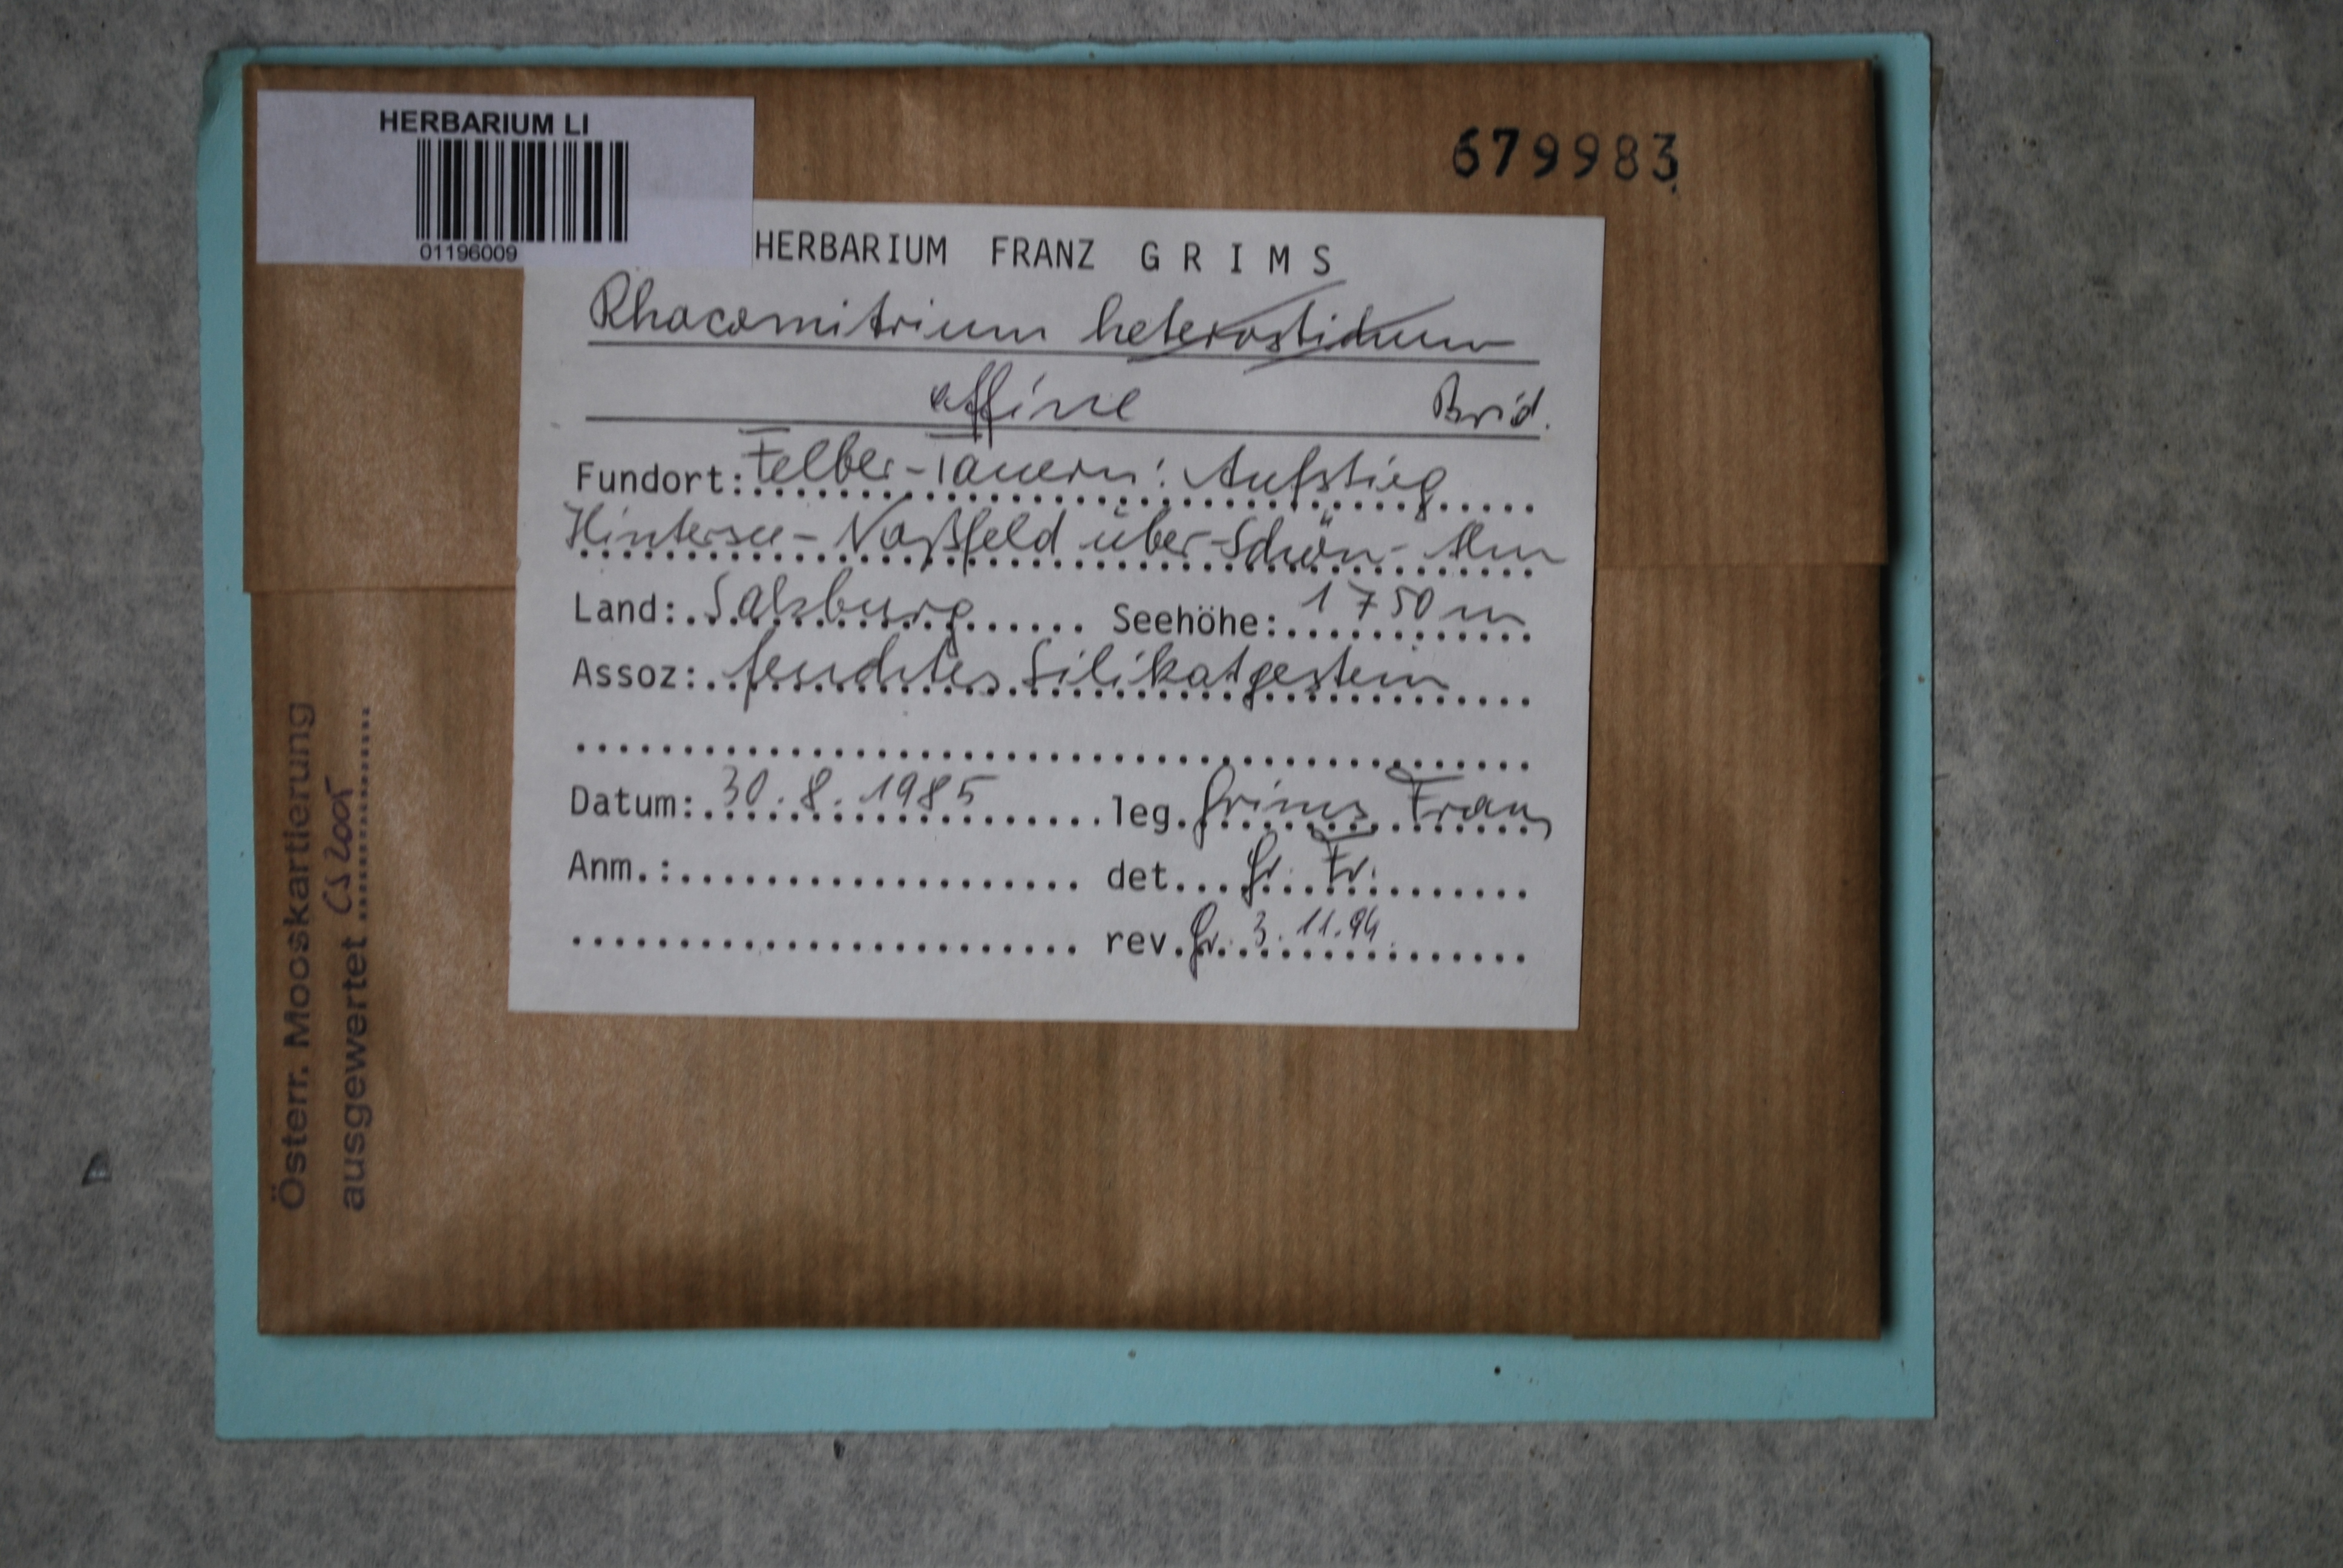 HERBARIUM LI
01196009
679983
HERBARIUM FRANZ GRIMS
Rhacomitrium heterostichum
affine Brid.
Fundort: Felber-Tauern: Aufstieg
Hintersee - Naßfeld über Schön-Alm
Land: Salzburg Seehöhe: 1750 m
Assoz: feuchtes Silikatgestein
Datum: 30.8.1985 leg. Grims Franz
Anm.: det. Gr. Fr.
rev. Gr. 3.11.94
Österr. Mooskartierung
ausgewertet CS 2005